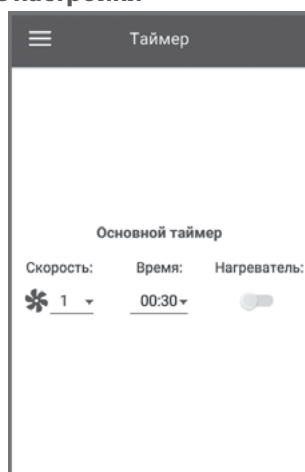 Таймер
Основной таймер
Скорость: Время: Нагреватель:
1 00:30